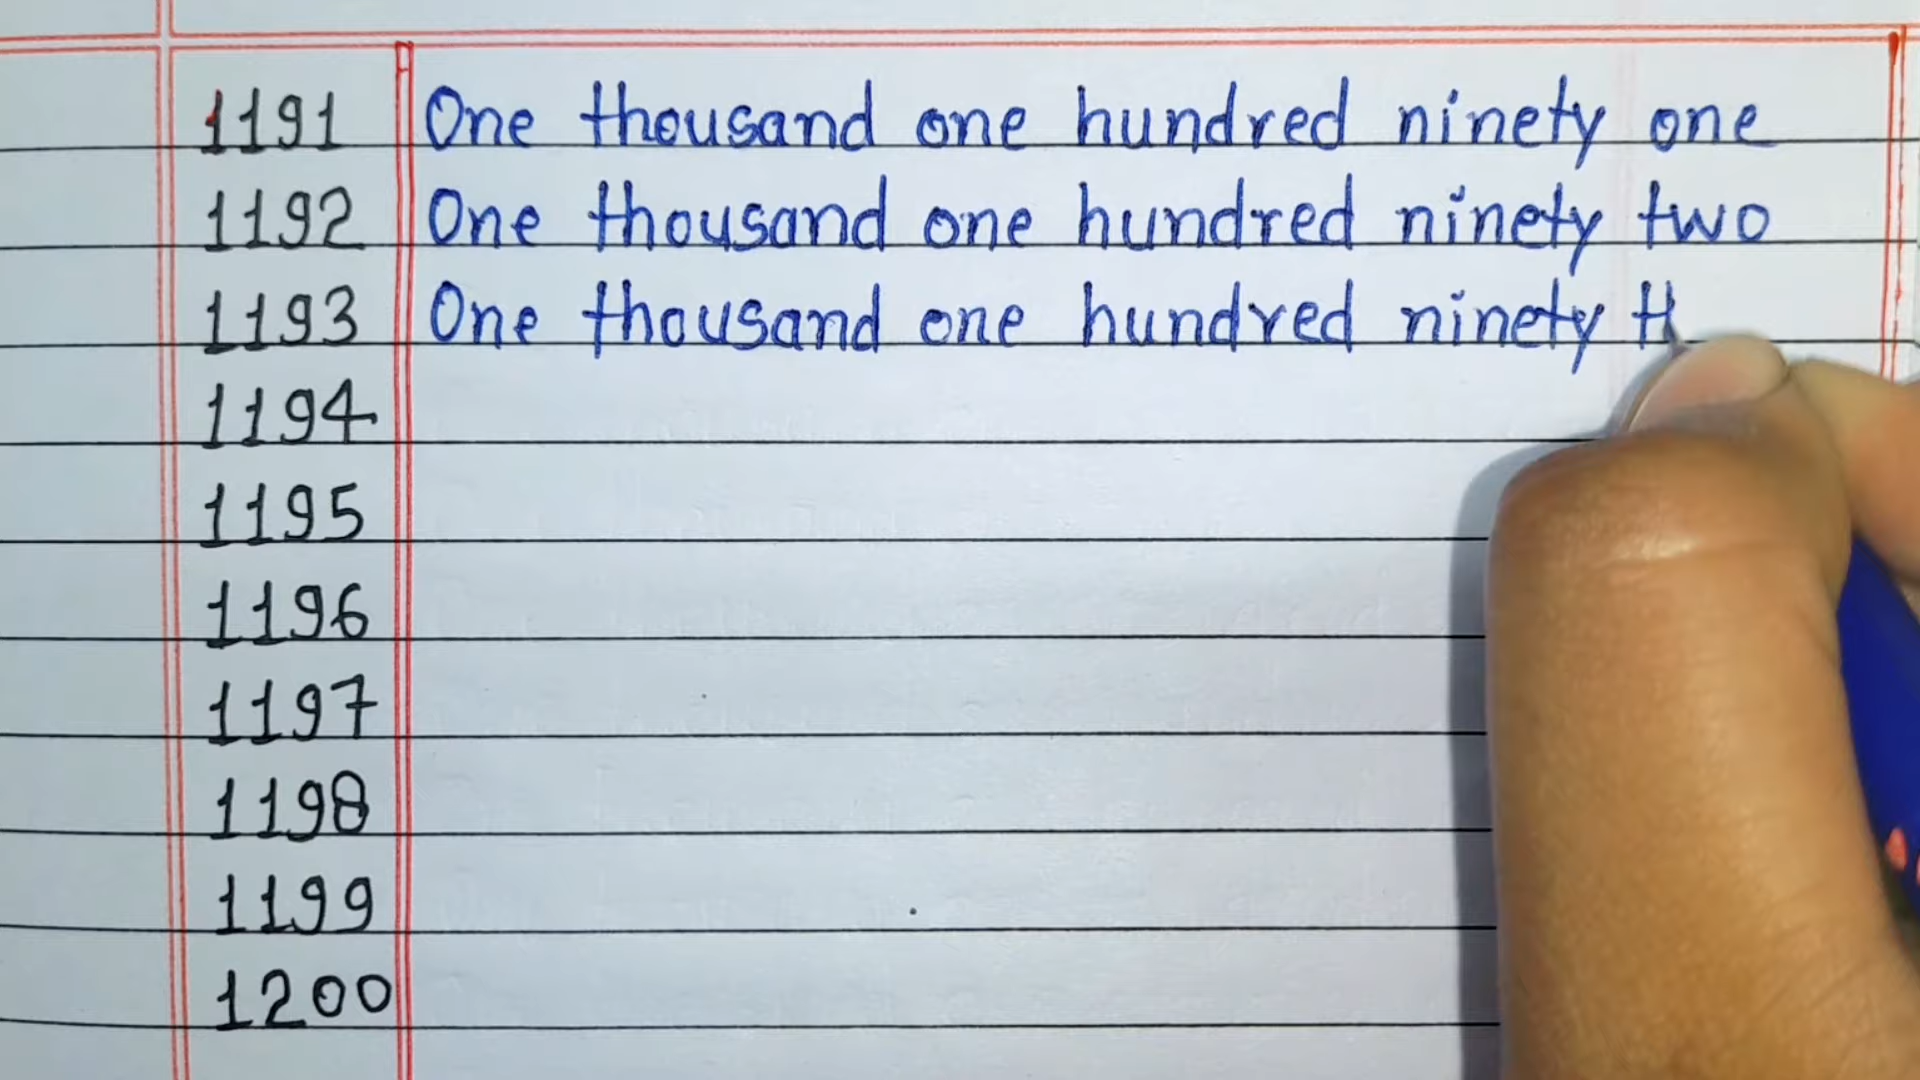 1191 One thousand one hundred ninety one
1192 One thousand one hundred ninety two
1193 One thousand one hundred ninety th
1194
1195
1196
1197
1198
1199
1200